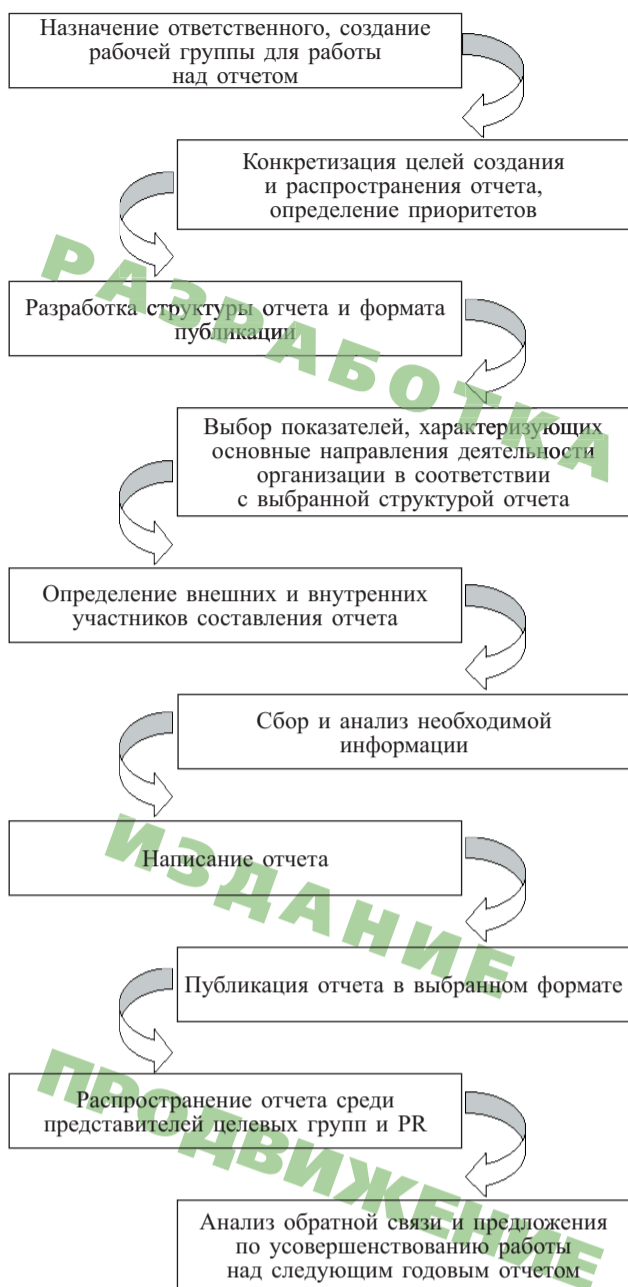 Назначение ответственного, создание
рабочей группы для работы
над отчетом
Конкретизация целей создания
и распространения отчета,
определение приоритетов
РАЗРАБОТКА
Разработка структуры отчета и формата
публикации
Выбор показателей, характеризующих
основные направления деятельности
организации в соответствии
с выбранной структурой отчета
Определение внешних и внутренних
участников составления отчета
Сбор и анализ необходимой
информации
ИЗДАНИЕ
Написание отчета
Публикация отчета в выбранном формате
ПРОДВИЖЕНИЕ
Распространение отчета среди
представителей целевых групп и PR
Анализ обратной связи и предложения
по усовершенствованию работы
над следующим годовым отчетом